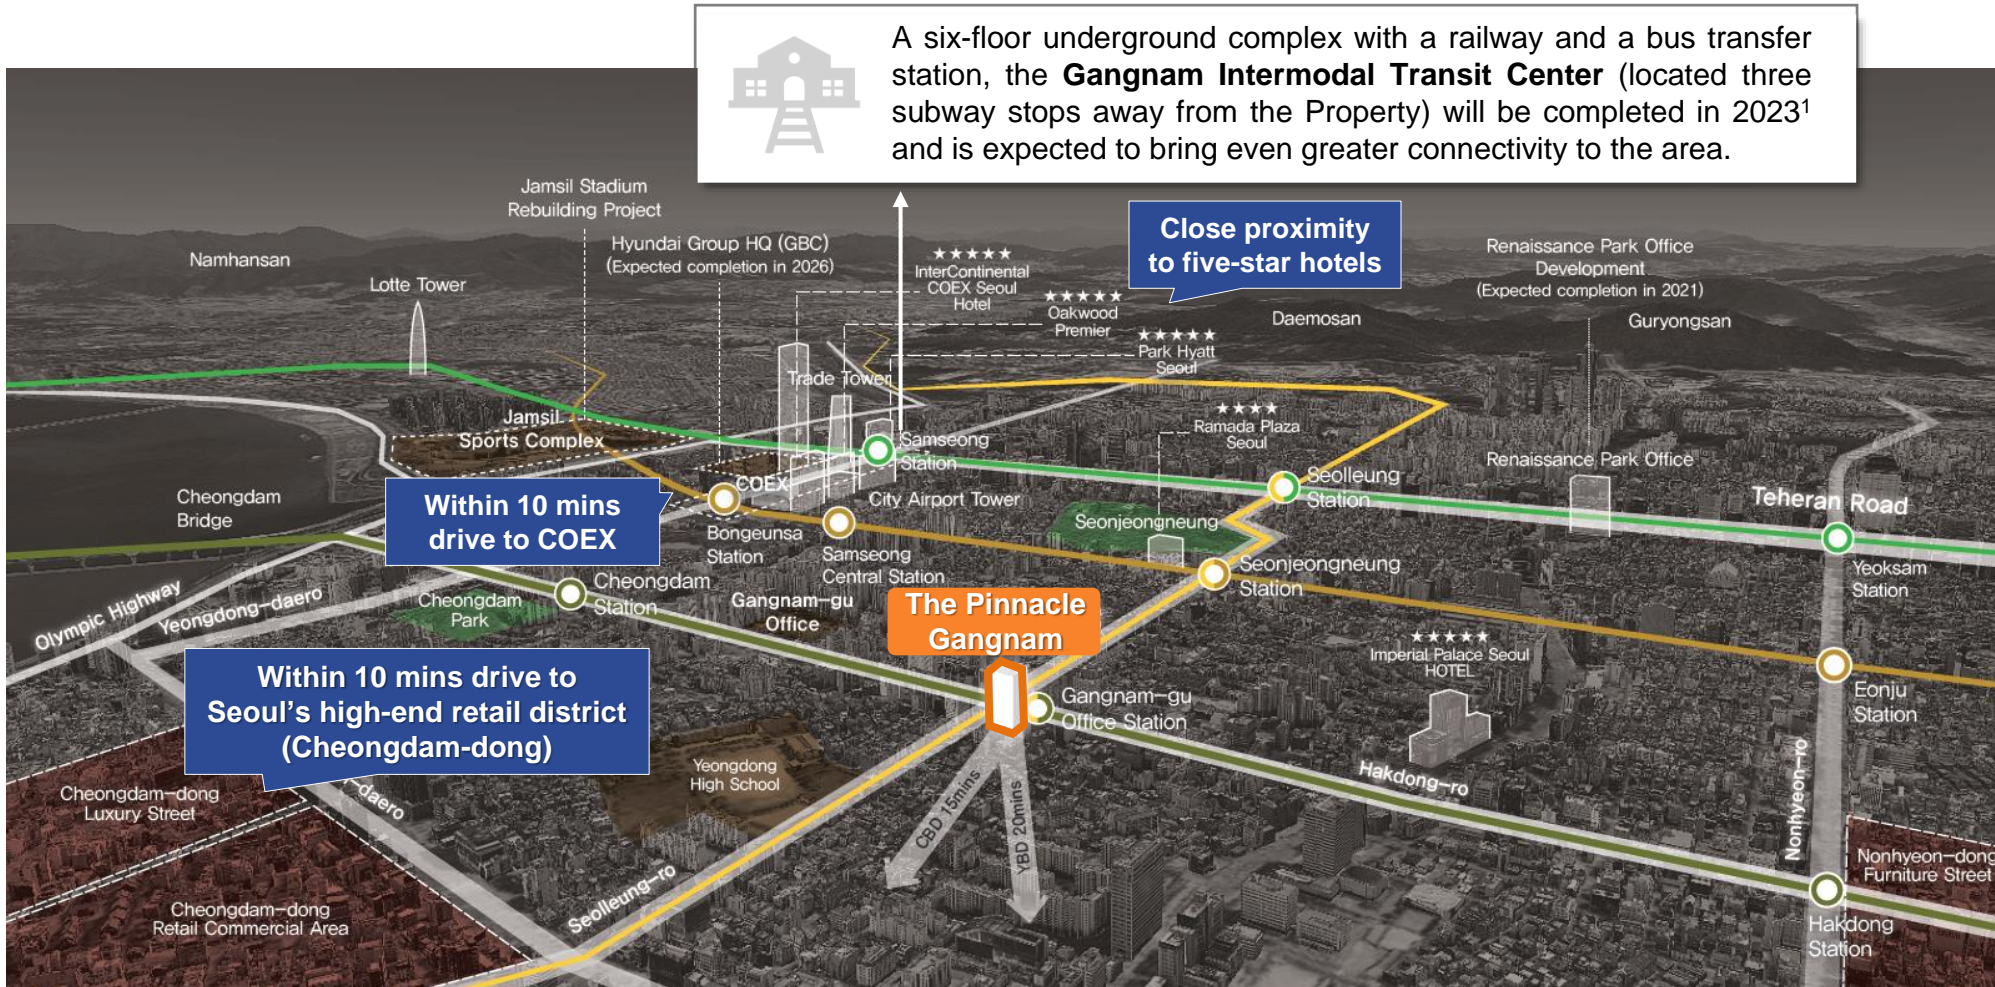 A six-floor underground complex with a railway and a bus transfer
station, the Gangnam Intermodal Transit Center (located three
subway stops away from the Property) will be completed in 2023¹
and is expected to bring even greater connectivity to the area.
Jamsil Stadium
Rebuilding Project
Close proximity
to five-star hotels
Namhansan
Hyundai Group HQ (GBC)
(Expected completion in 2026)
★★★★★
InterContinental
COEX Seoul
Hotel
Renaissance Park Office
Development
(Expected completion in 2021)
Lotte Tower
★★★★★
Oakwood
Premier
Daemosan
Guryongsan
★★★★★
Park Hyatt
Seoul
Trade Tower
Jamsil
Sports Complex
★★★★
Ramada Plaza
Seoul
Samseong
Station
Renaissance Park Office
Seolleung
Station
Teheran Road
Cheongdam
Bridge
Within 10 mins
drive to COEX
COEX
City Airport Tower
Seonjeongneung
Bongeunsa
Station
Samseong
Central Station
Seonjeongneung
Station
Yeoksam
Station
Olympic Highway
Yeongdong-daero
Cheongdam
Park
Cheongdam
Station
Gangnam-gu
Office
The Pinnacle
Gangnam
★★★★★
Imperial Palace Seoul
HOTEL
Within 10 mins drive to
Seoul's high-end retail district
(Cheongdam-dong)
Gangnam-gu
Office Station
Eonju
Station
Yeongdong
High School
Cheongdam-dong
Luxury Street
-daero
CBD 15mins
YBD 20mins
Hakdong-ro
Nonhyeon-ro
Nonhyeon-dong
Furniture Street
Seolleung-ro
Cheongdam-dong
Retail Commercial Area
Hakdong
Station